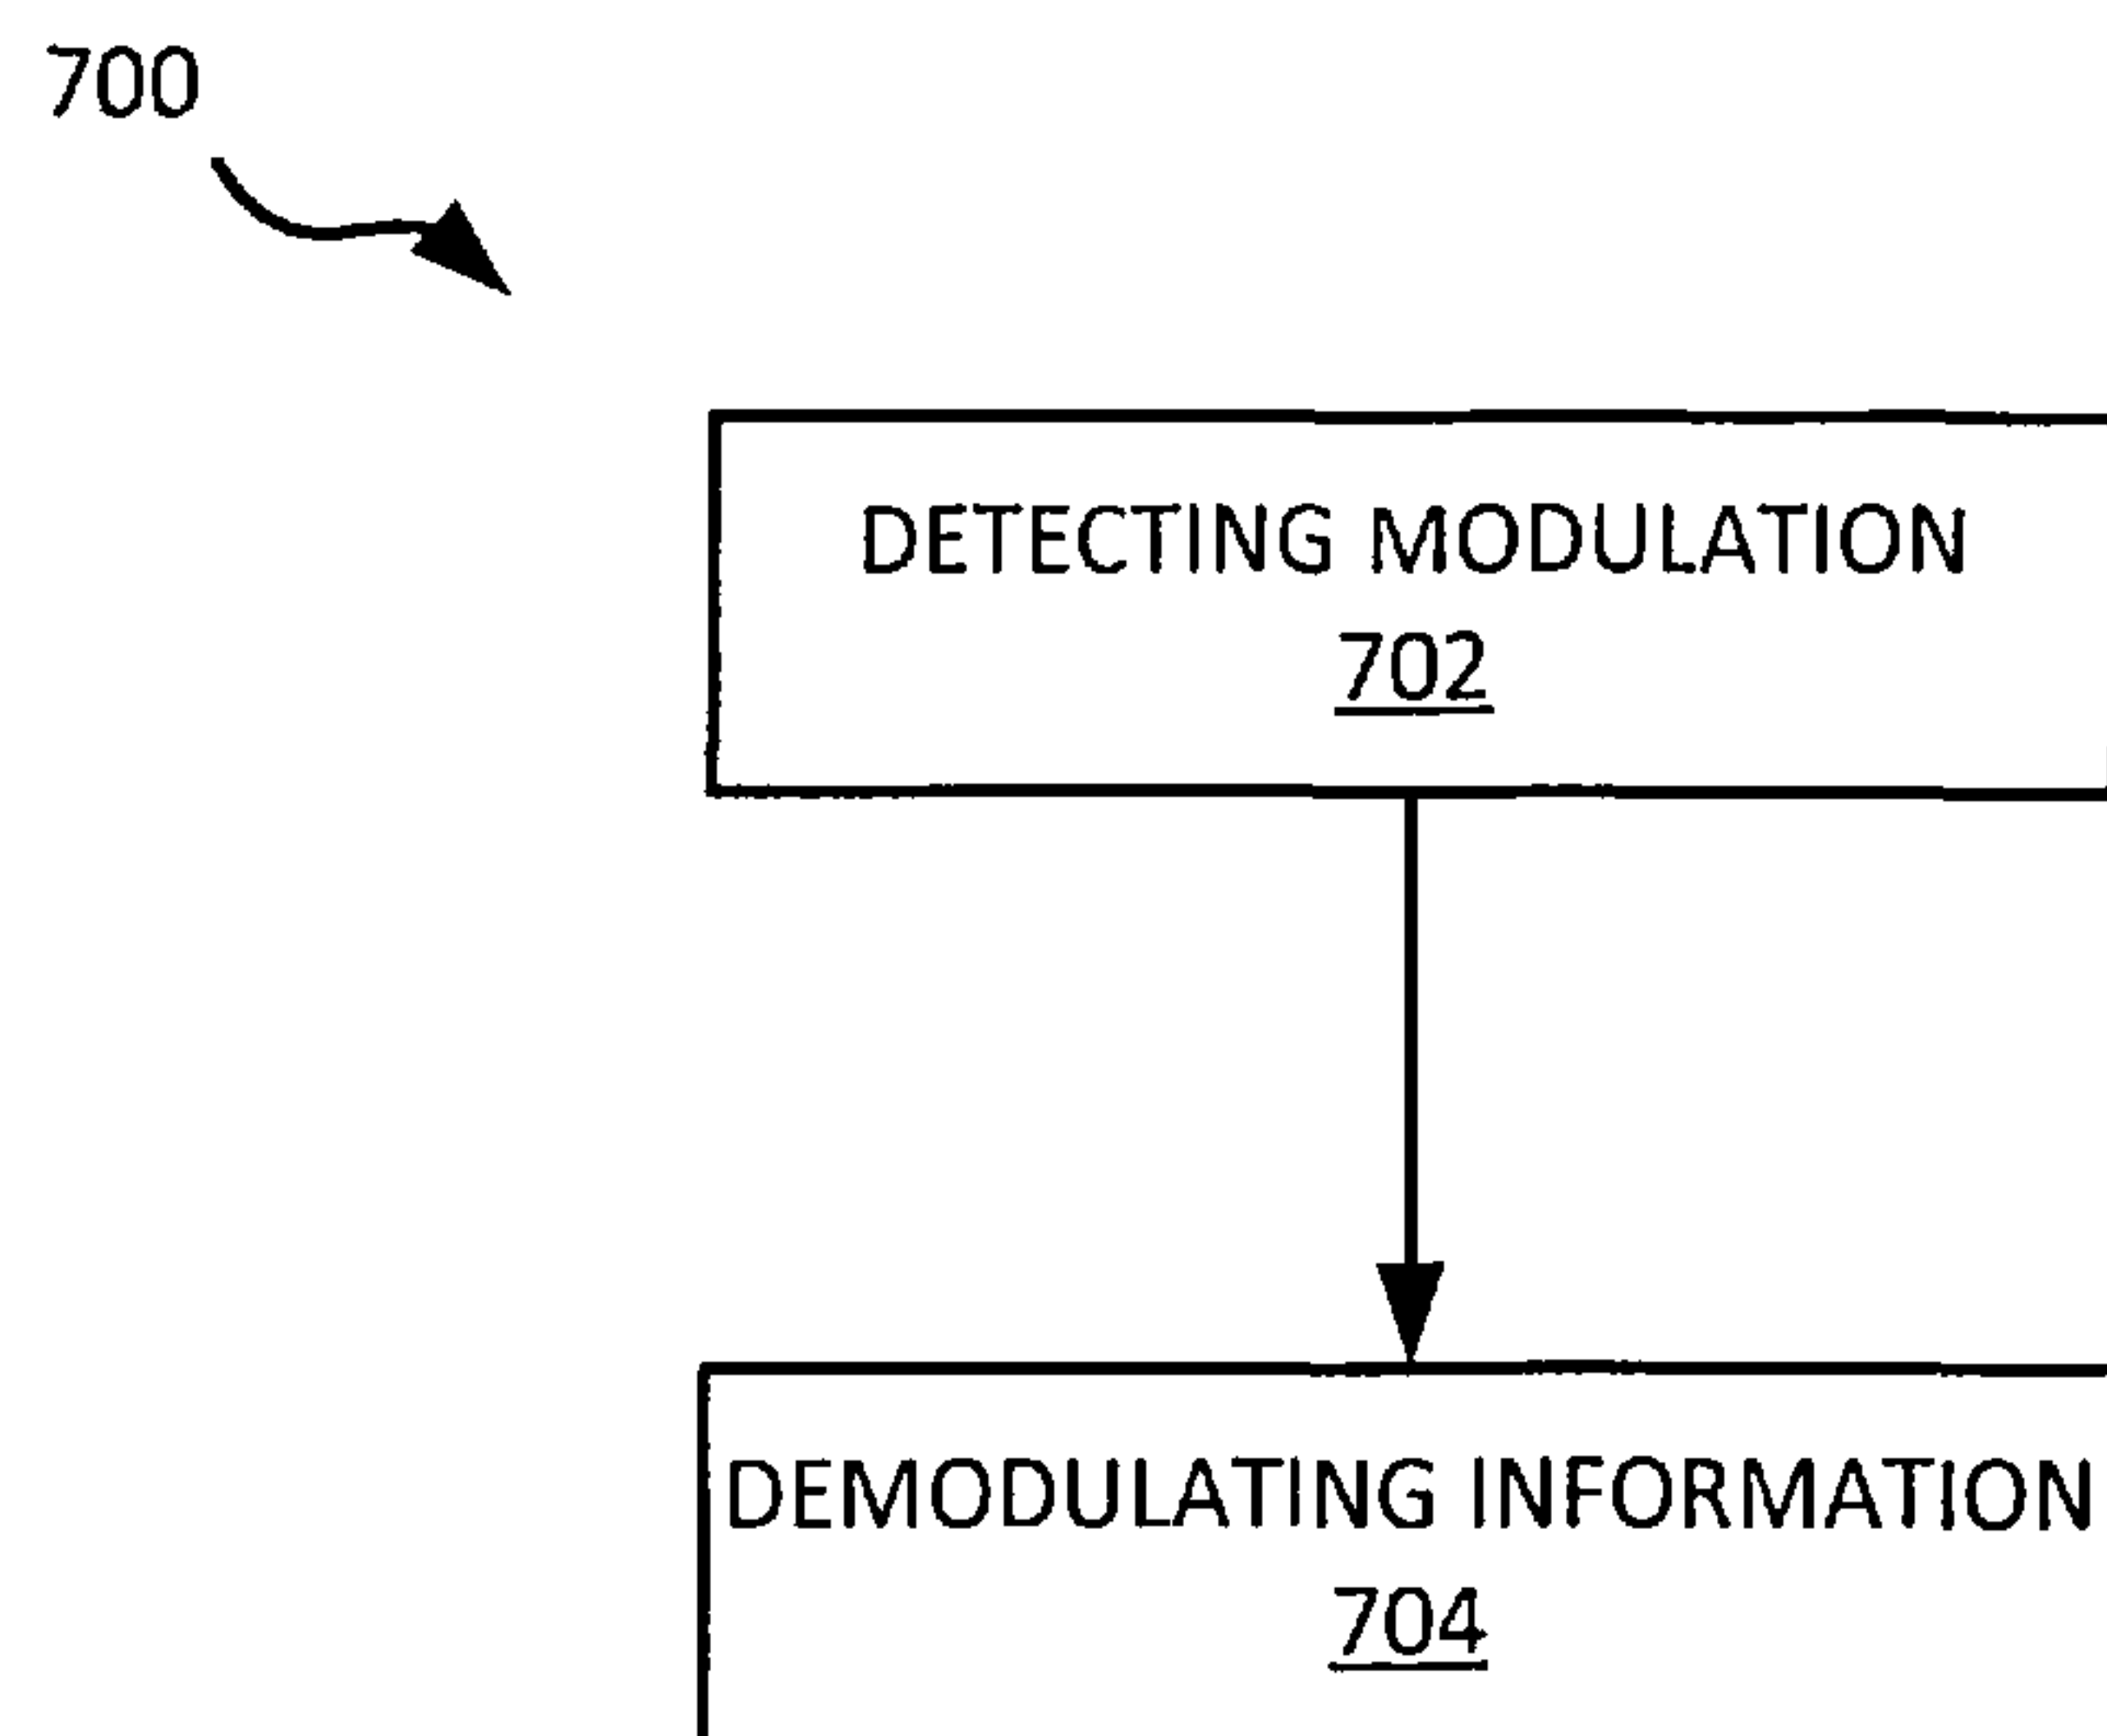 700
DETECTING MODULATION
702
DEMODULATING INFORMATION
704